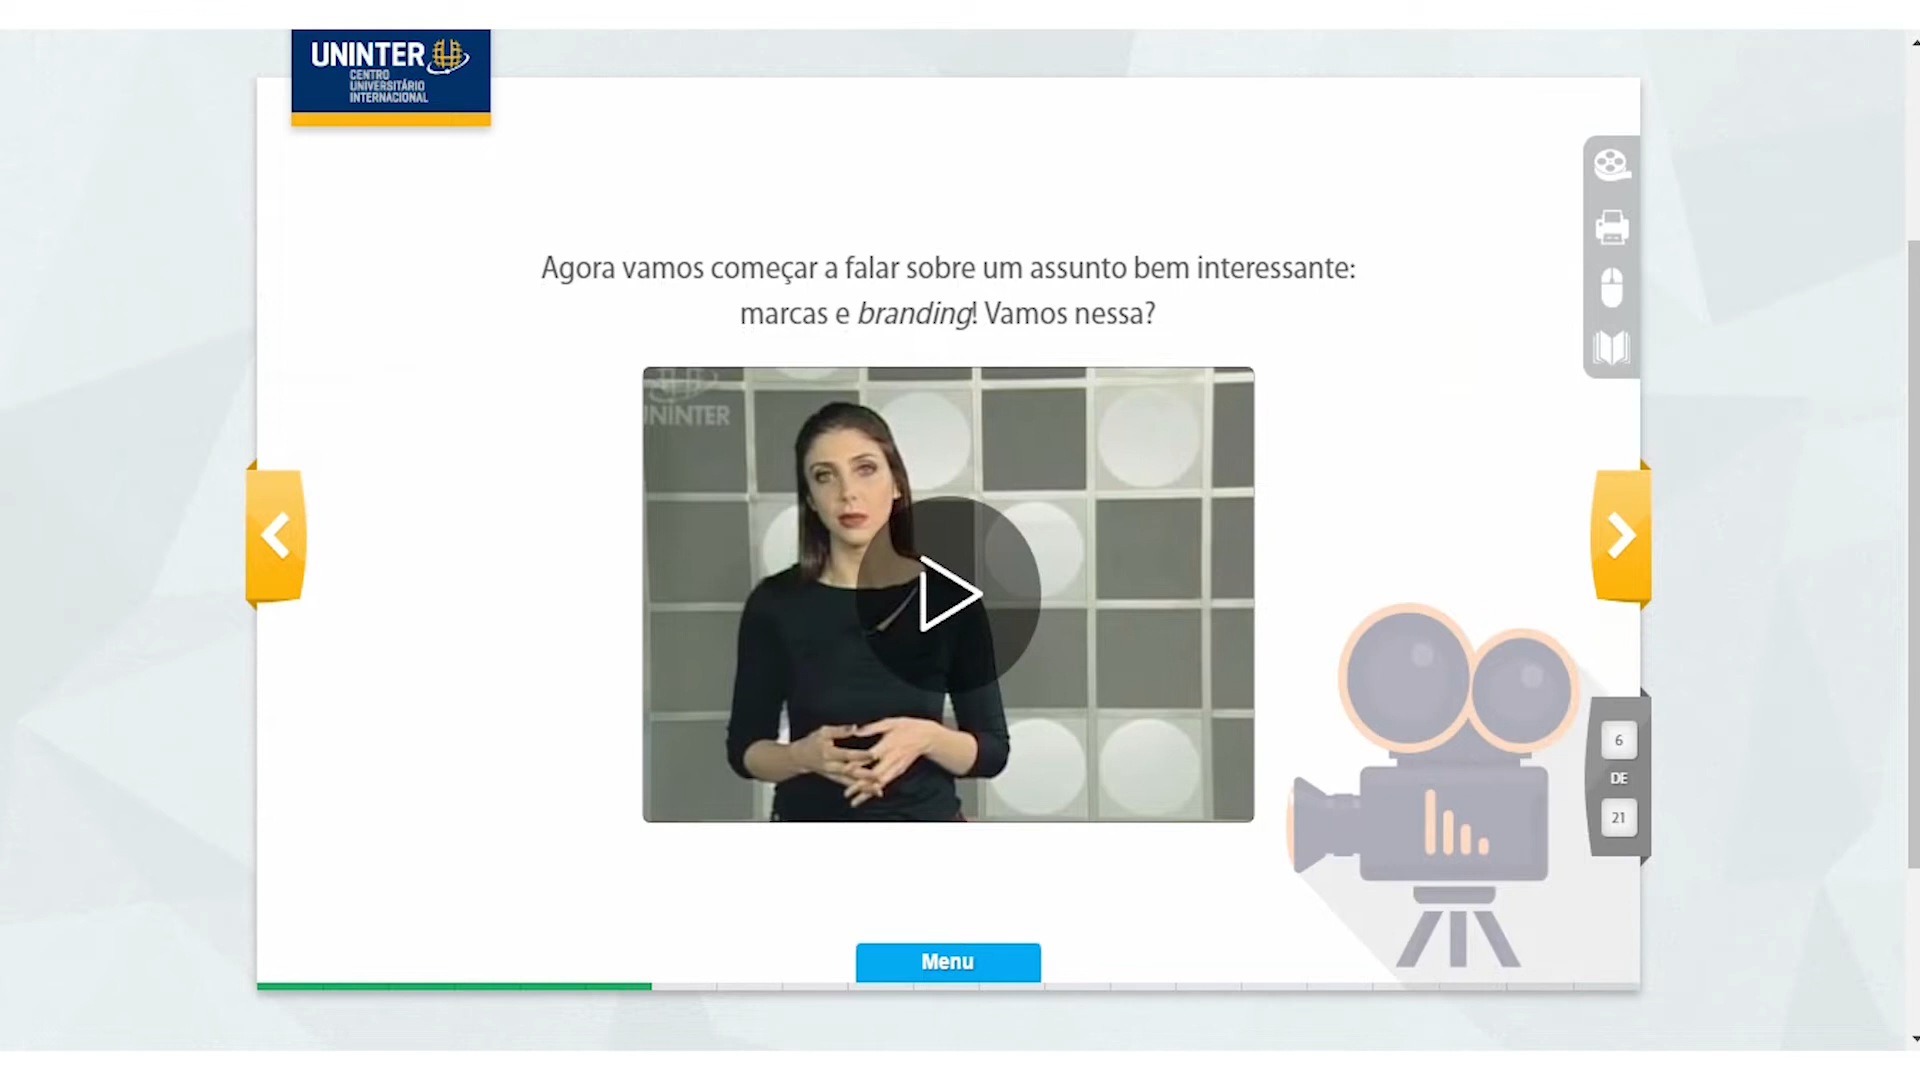 UNINTER
CENTRO
UNIVERSITÁRIO
INTERNACIONAL
Agora vamos começar a falar sobre um assunto bem interessante:
marcas e branding! Vamos nessa?
UNINTER
6
DE
21
Menu